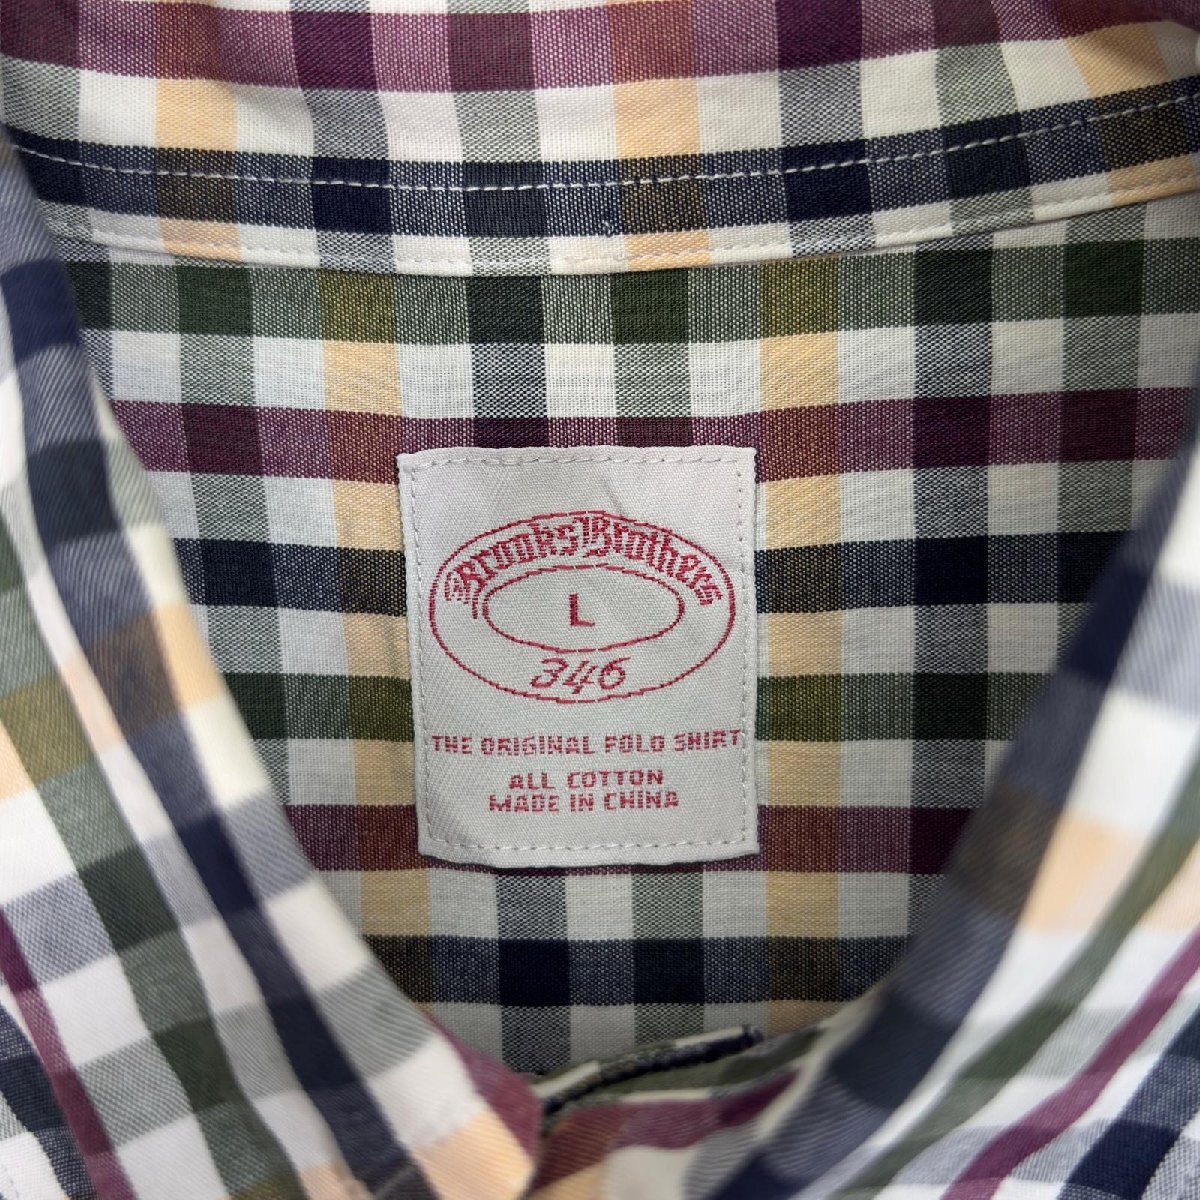 Brooks Brothers
L
346
THE ORIGINAL POLO SHIRT
ALL COTTON
MADE IN CHINA